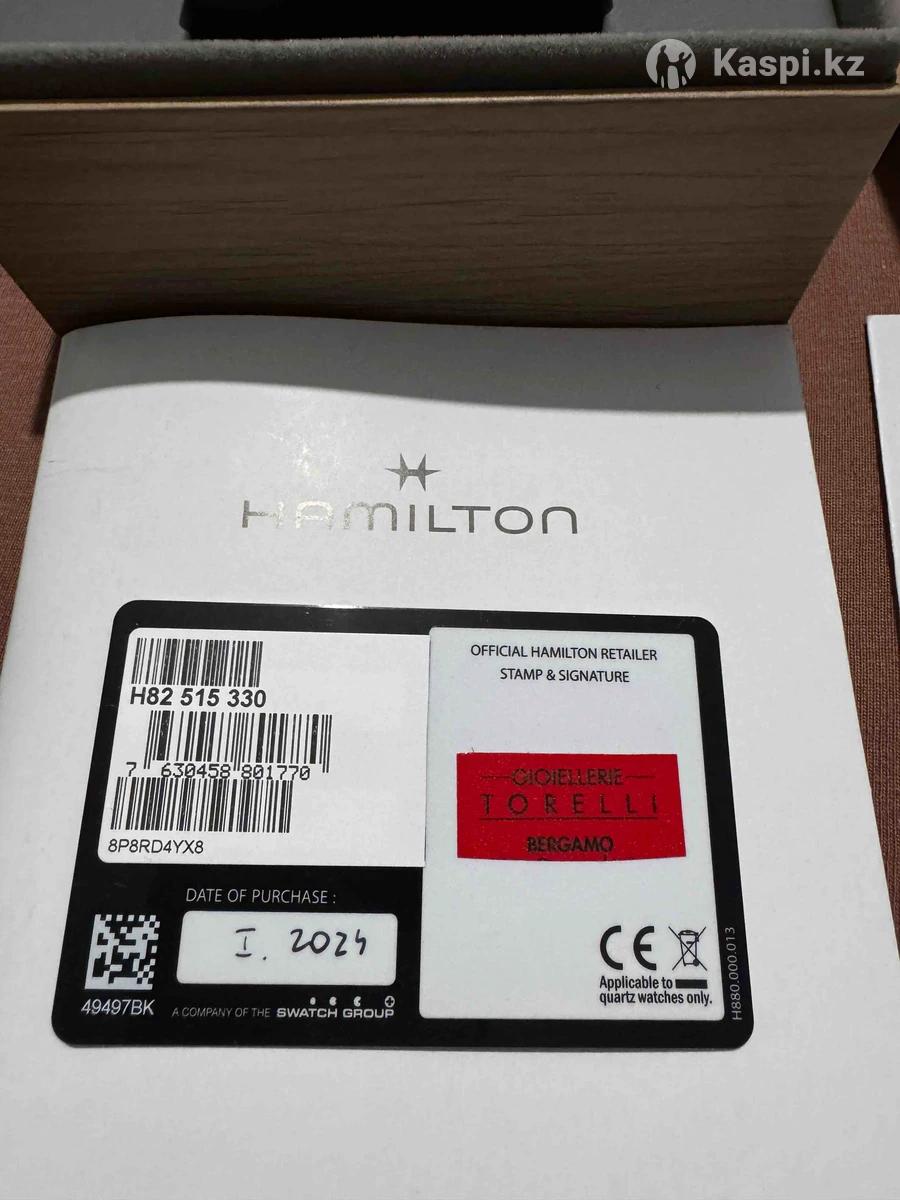 Kaspi.kz
HAMILTON
H82 515 330
7 630458 801770
8P8RD4YX8
DATE OF PURCHASE :
I. 2024
49497BK
A COMPANY OF THE SWATCH GROUP
OFFICIAL HAMILTON RETAILER
STAMP & SIGNATURE
GIOIELLERIE
TORELLI
BERGAMO
CE
Applicable to
quartz watches only.
H880.000.013